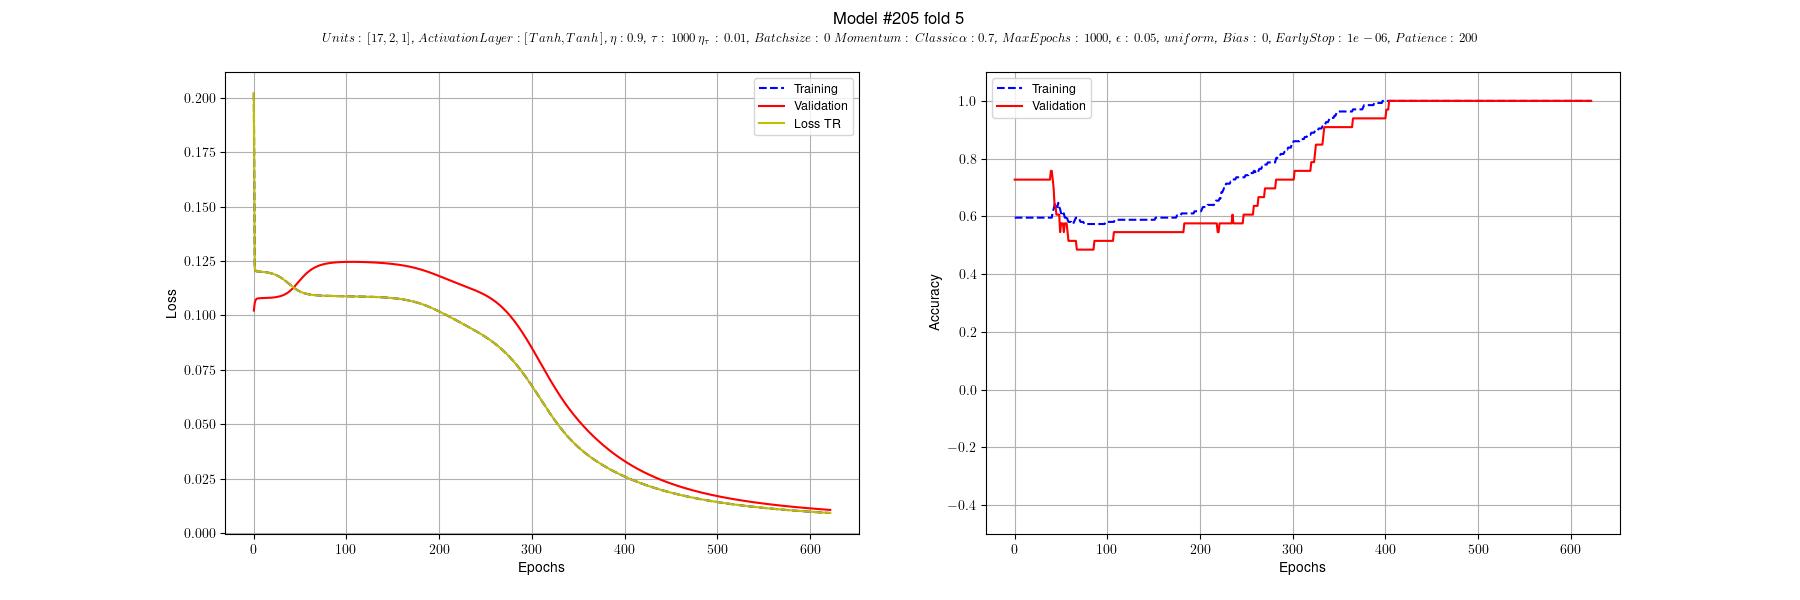 Model #205 fold 5
Units : [17, 2, 1], ActivationLayer : [Tanh, Tanh], η : 0.9, τ : 1000 ητ : 0.01, Batchsize : 0 Momentum : Classic α : 0.7, MaxEpochs : 1000, ϵ : 0.05, uniform, Bias : 0, EarlyStop : 1e − 06, Patience : 200
Training
Validation
Loss TR
0.200
0.175
0.150
0.125
0.100
0.075
0.050
0.025
0.000
Loss
0 100 200 300 400 500 600
Epochs
Training
Validation
1.0
0.8
0.6
0.4
0.2
0.0
−0.2
−0.4
Accuracy
0 100 200 300 400 500 600
Epochs